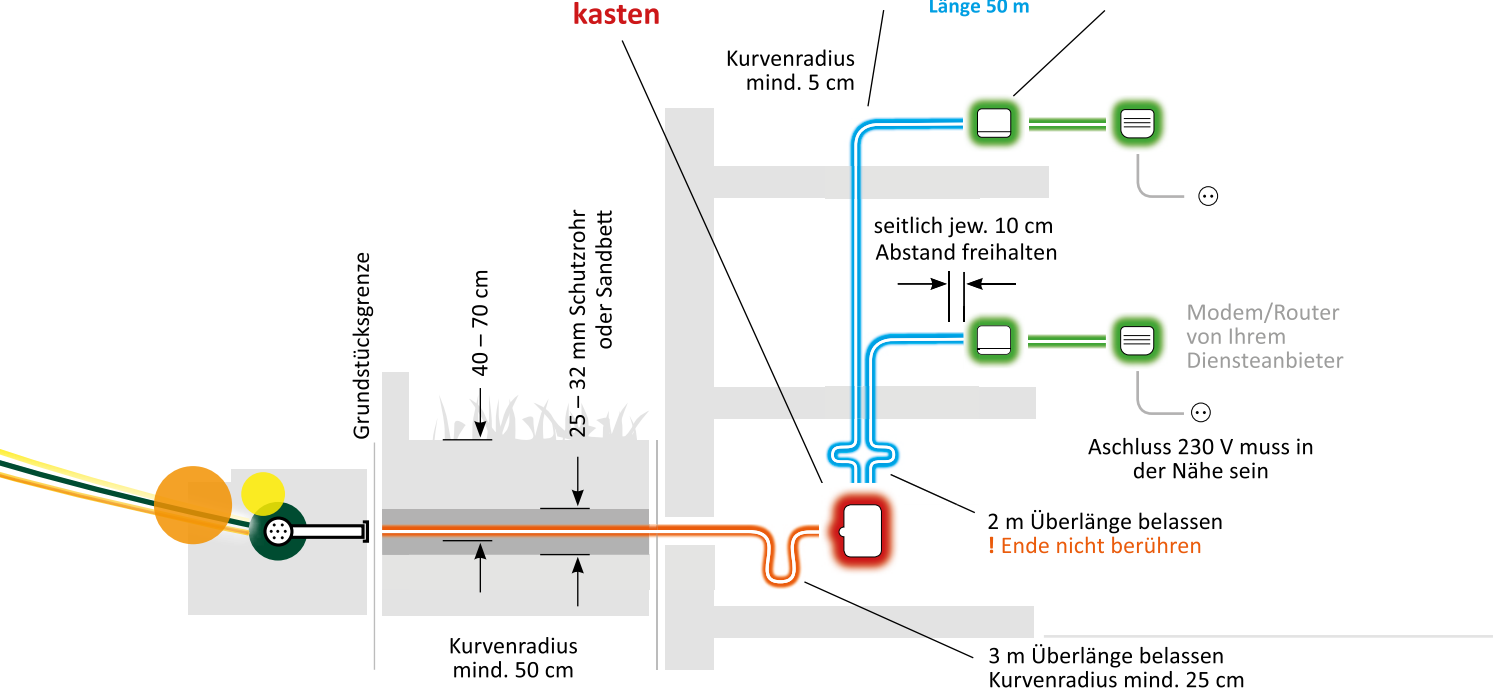 kasten
Länge 50 m
Kurvenradius
mind. 5 cm
seitlich jew. 10 cm
Abstand freihalten
Grundstücksgrenze
40 – 70 cm
25 – 32 mm Schutzrohr
oder Sandbett
Modem/Router
von Ihrem
Diensteanbieter
Aschluss 230 V muss in
der Nähe sein
2 m Überlänge belassen
! Ende nicht berühren
Kurvenradius
mind. 50 cm
3 m Überlänge belassen
Kurvenradius mind. 25 cm